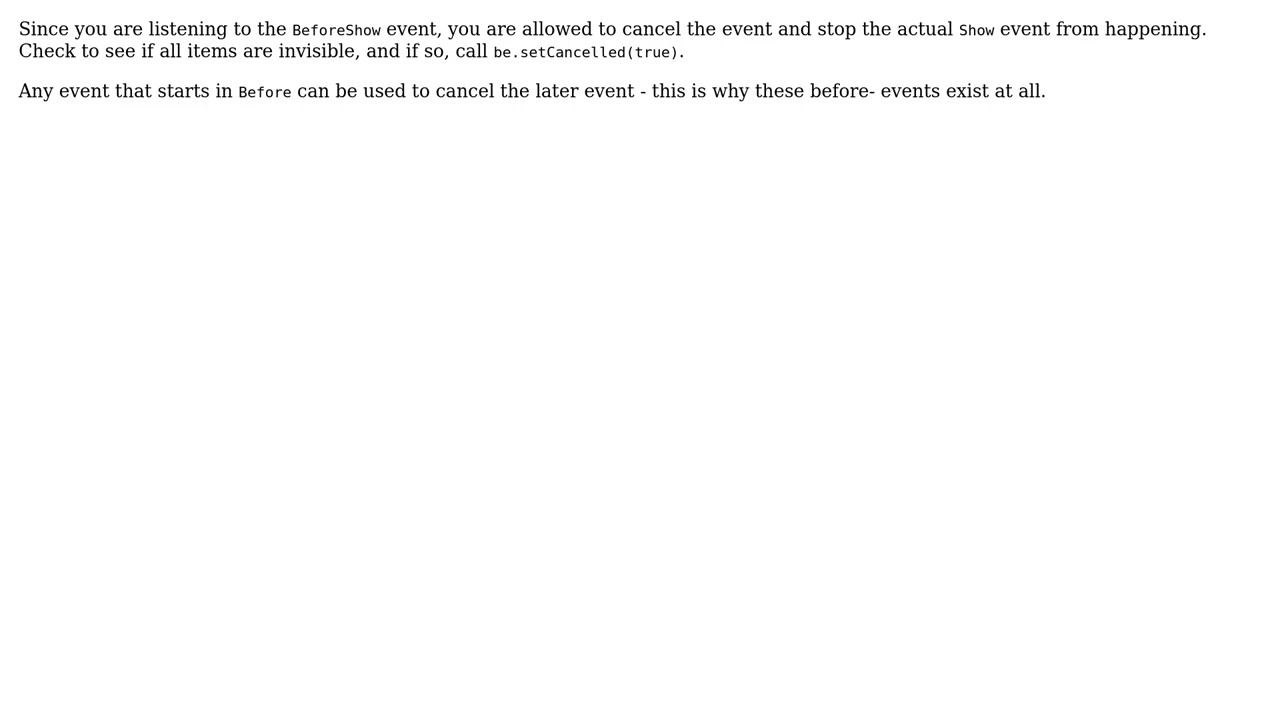 Since you are listening to the BeforeShow event, you are allowed to cancel the event and stop the actual Show event from happening.
Check to see if all items are invisible, and if so, call be.setCancelled(true).
Any event that starts in Before can be used to cancel the later event - this is why these before- events exist at all.